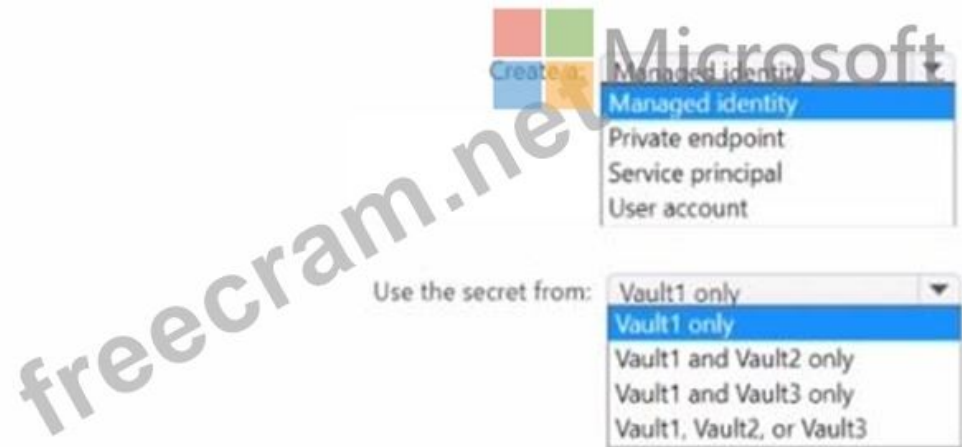 Microsoft
Create a: Managed identity
Managed identity
Private endpoint
Service principal
User account
freecram.net
Use the secret from: Vault1 only
Vault1 only
Vault1 and Vault2 only
Vault1 and Vault3 only
Vault1, Vault2, or Vault3